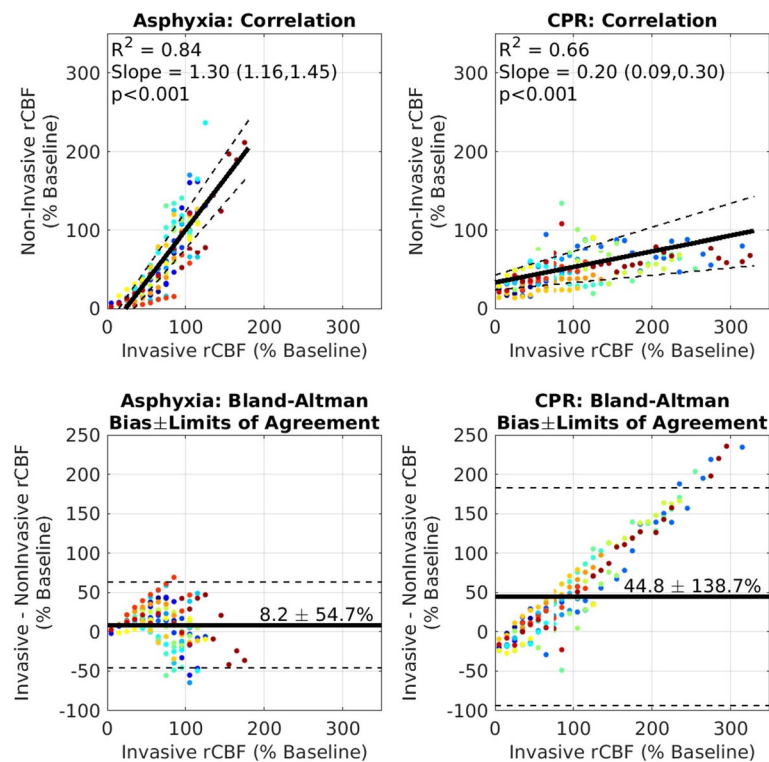 Asphyxia: Correlation
R² = 0.84
Slope = 1.30 (1.16,1.45)
p<0.001
Non-Invasive rCBF
(% Baseline)
300
200
100
0
0 100 200 300
Invasive rCBF (% Baseline)
CPR: Correlation
R² = 0.66
Slope = 0.20 (0.09,0.30)
p<0.001
Non-Invasive rCBF
(% Baseline)
300
200
100
0
0 100 200 300
Invasive rCBF (% Baseline)
Asphyxia: Bland-Altman
Bias±Limits of Agreement
Invasive - NonInvasive rCBF
(% Baseline)
250
200
150
100
50
0
-50
-100
8.2 ± 54.7%
0 100 200 300
Invasive rCBF (% Baseline)
CPR: Bland-Altman
Bias±Limits of Agreement
Invasive - NonInvasive rCBF
(% Baseline)
250
200
150
100
50
0
-50
-100
44.8 ± 138.7%
0 100 200 300
Invasive rCBF (% Baseline)